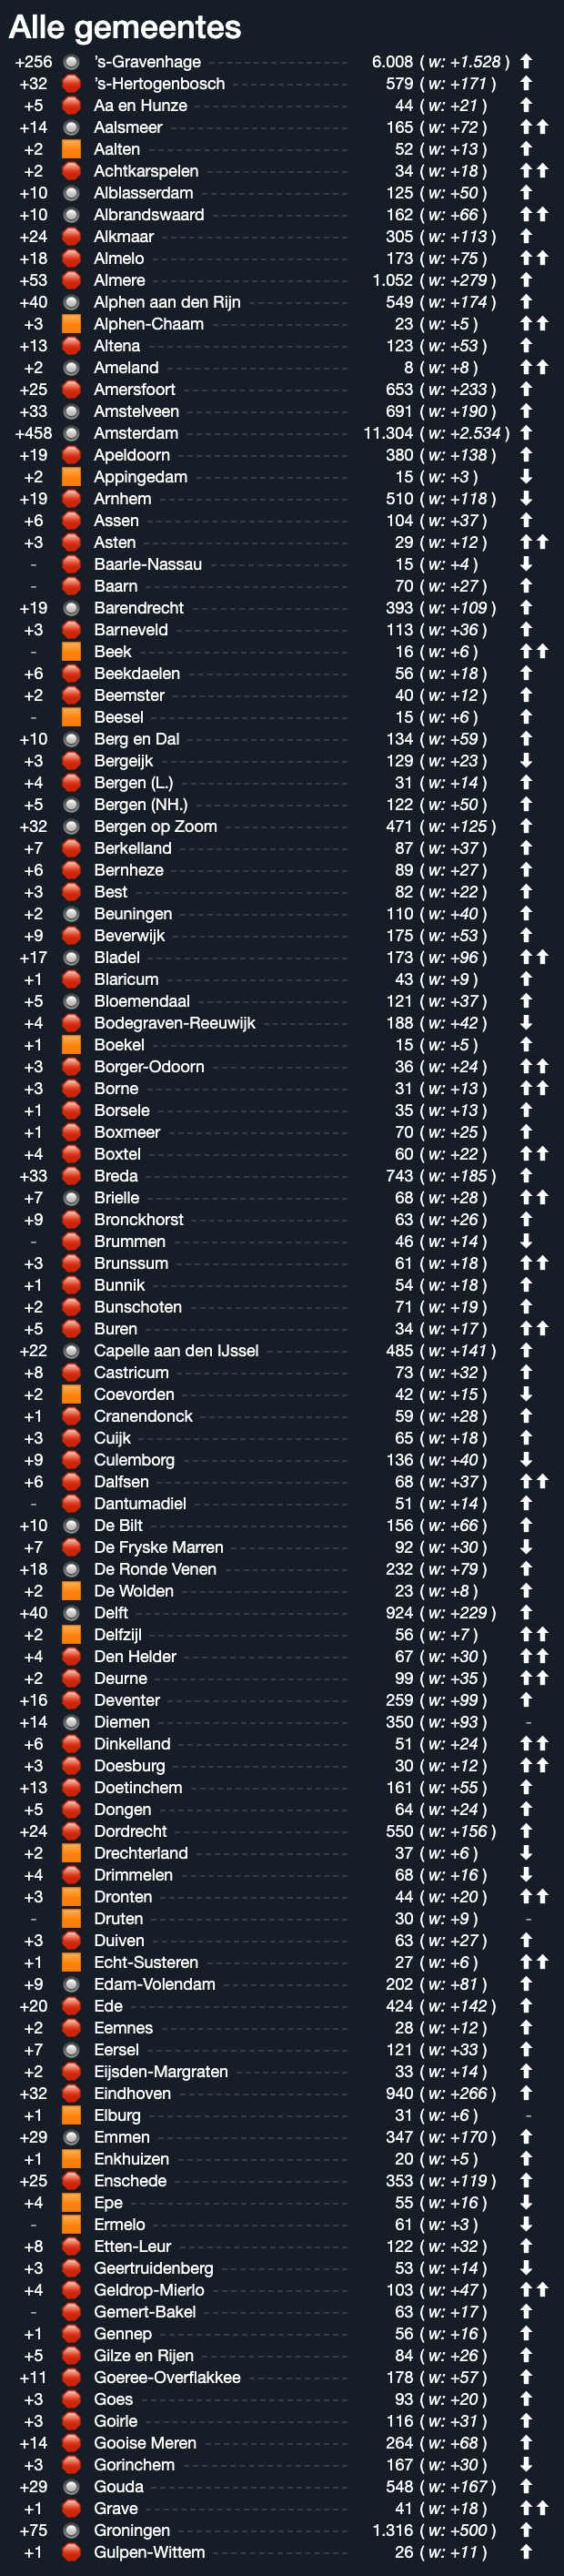 Alle gemeentes
+256 's-Gravenhage 6.008 ( w: +1.528 ) ⬆
+32 's-Hertogenbosch 579 ( w: +171 ) ⬆
+5 Aa en Hunze 44 ( w: +21 ) ⬆
+14 Aalsmeer 165 ( w: +72 ) ⬆⬆
+2 Aalten 52 ( w: +13 ) ⬆
+2 Achtkarspelen 34 ( w: +18 ) ⬆⬆
+10 Alblasserdam 125 ( w: +50 ) ⬆
+10 Albrandswaard 162 ( w: +66 ) ⬆⬆
+24 Alkmaar 305 ( w: +113 ) ⬆
+18 Almelo 173 ( w: +75 ) ⬆⬆
+53 Almere 1.052 ( w: +279 ) ⬆
+40 Alphen aan den Rijn 549 ( w: +174 ) ⬆
+3 Alphen-Chaam 23 ( w: +5 ) ⬆⬆
+13 Altena 123 ( w: +53 ) ⬆
+2 Ameland 8 ( w: +8 ) ⬆⬆
+25 Amersfoort 653 ( w: +233 ) ⬆
+33 Amstelveen 691 ( w: +190 ) ⬆
+458 Amsterdam 11.304 ( w: +2.534 ) ⬆
+19 Apeldoorn 380 ( w: +138 ) ⬆
+2 Appingedam 15 ( w: +3 ) ⬇
+19 Arnhem 510 ( w: +118 ) ⬇
+6 Assen 104 ( w: +37 ) ⬆
+3 Asten 29 ( w: +12 ) ⬆⬆
- Baarle-Nassau 15 ( w: +4 ) ⬇
- Baarn 70 ( w: +27 ) ⬆
+19 Barendrecht 393 ( w: +109 ) ⬆
+3 Barneveld 113 ( w: +36 ) ⬆
- Beek 16 ( w: +6 ) ⬆⬆
+6 Beekdaelen 56 ( w: +18 ) ⬆
+2 Beemster 40 ( w: +12 ) ⬆
- Beesel 15 ( w: +6 ) ⬆
+10 Berg en Dal 134 ( w: +59 ) ⬆
+3 Bergeijk 129 ( w: +23 ) ⬇
+4 Bergen (L.) 31 ( w: +14 ) ⬆
+5 Bergen (NH.) 122 ( w: +50 ) ⬆
+32 Bergen op Zoom 471 ( w: +125 ) ⬆
+7 Berkelland 87 ( w: +37 ) ⬆
+6 Bernheze 89 ( w: +27 ) ⬆
+3 Best 82 ( w: +22 ) ⬆
+2 Beuningen 110 ( w: +40 ) ⬆
+9 Beverwijk 175 ( w: +53 ) ⬆
+17 Bladel 173 ( w: +96 ) ⬆⬆
+1 Blaricum 43 ( w: +9 ) ⬆
+5 Bloemendaal 121 ( w: +37 ) ⬆
+4 Bodegraven-Reeuwijk 188 ( w: +42 ) ⬇
+1 Boekel 15 ( w: +5 ) ⬆
+3 Borger-Odoorn 36 ( w: +24 ) ⬆⬆
+3 Borne 31 ( w: +13 ) ⬆⬆
+1 Borsele 35 ( w: +13 ) ⬆
+1 Boxmeer 70 ( w: +25 ) ⬆
+4 Boxtel 60 ( w: +22 ) ⬆⬆
+33 Breda 743 ( w: +185 ) ⬆
+7 Brielle 68 ( w: +28 ) ⬆⬆
+9 Bronckhorst 63 ( w: +26 ) ⬆
- Brummen 46 ( w: +14 ) ⬇
+3 Brunssum 61 ( w: +18 ) ⬆⬆
+1 Bunnik 54 ( w: +18 ) ⬆
+2 Bunschoten 71 ( w: +19 ) ⬆
+5 Buren 34 ( w: +17 ) ⬆⬆
+22 Capelle aan den IJssel 485 ( w: +141 ) ⬆
+8 Castricum 73 ( w: +32 ) ⬆
+2 Coevorden 42 ( w: +15 ) ⬇
+1 Cranendonck 59 ( w: +28 ) ⬆
+3 Cuijk 65 ( w: +18 ) ⬆
+9 Culemborg 136 ( w: +40 ) ⬇
+6 Dalfsen 68 ( w: +37 ) ⬆⬆
- Dantumadiel 51 ( w: +14 ) ⬆
+10 De Bilt 156 ( w: +66 ) ⬆
+7 De Fryske Marren 92 ( w: +30 ) ⬇
+18 De Ronde Venen 232 ( w: +79 ) ⬆
+2 De Wolden 23 ( w: +8 ) ⬆
+40 Delft 924 ( w: +229 ) ⬆
+2 Delfzijl 56 ( w: +7 ) ⬆⬆
+4 Den Helder 67 ( w: +30 ) ⬆⬆
+2 Deurne 99 ( w: +35 ) ⬆⬆
+16 Deventer 259 ( w: +99 ) ⬆
+14 Diemen 350 ( w: +93 ) -
+6 Dinkelland 51 ( w: +24 ) ⬆⬆
+3 Doesburg 30 ( w: +12 ) ⬆⬆
+13 Doetinchem 161 ( w: +55 ) ⬆
+5 Dongen 64 ( w: +24 ) ⬆
+24 Dordrecht 550 ( w: +156 ) ⬆
+2 Drechterland 37 ( w: +6 ) ⬇
+4 Drimmelen 68 ( w: +16 ) ⬇
+3 Dronten 44 ( w: +20 ) ⬆⬆
- Druten 30 ( w: +9 ) -
+3 Duiven 63 ( w: +27 ) ⬆
+1 Echt-Susteren 27 ( w: +6 ) ⬆⬆
+9 Edam-Volendam 202 ( w: +81 ) ⬆
+20 Ede 424 ( w: +142 ) ⬆
+2 Eemnes 28 ( w: +12 ) ⬆
+7 Eersel 121 ( w: +33 ) ⬆
+2 Eijsden-Margraten 33 ( w: +14 ) ⬆
+32 Eindhoven 940 ( w: +266 ) ⬆
+1 Elburg 31 ( w: +6 ) -
+29 Emmen 347 ( w: +170 ) ⬆
+1 Enkhuizen 20 ( w: +5 ) ⬆
+25 Enschede 353 ( w: +119 ) ⬆
+4 Epe 55 ( w: +16 ) ⬇
- Ermelo 61 ( w: +3 ) ⬇
+8 Etten-Leur 122 ( w: +32 ) ⬆
+3 Geertruidenberg 53 ( w: +14 ) ⬇
+4 Geldrop-Mierlo 103 ( w: +47 ) ⬆⬆
- Gemert-Bakel 63 ( w: +17 ) ⬆
+1 Gennep 56 ( w: +16 ) ⬆
+5 Gilze en Rijen 84 ( w: +26 ) ⬆
+11 Goeree-Overflakkee 178 ( w: +57 ) ⬆
+3 Goes 93 ( w: +20 ) ⬆
+3 Goirle 116 ( w: +31 ) ⬆
+14 Gooise Meren 264 ( w: +68 ) ⬆
+3 Gorinchem 167 ( w: +30 ) ⬇
+29 Gouda 548 ( w: +167 ) ⬆
+1 Grave 41 ( w: +18 ) ⬆⬆
+75 Groningen 1.316 ( w: +500 ) ⬆
+1 Gulpen-Wittem 26 ( w: +11 ) ⬆